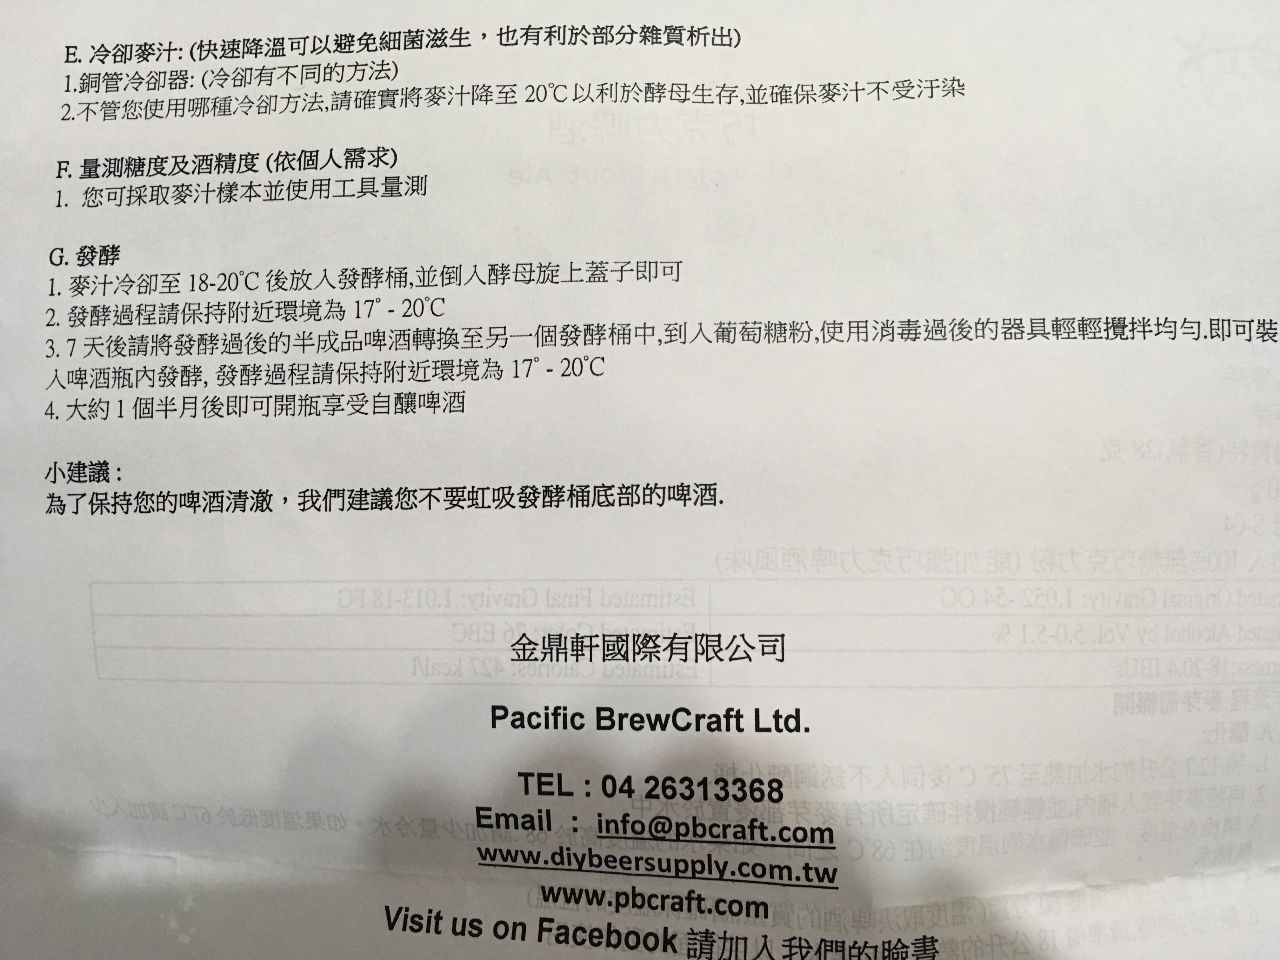 E. 冷卻麥汁: (快速降溫可以避免細菌滋生，也有利於部分雜質析出)
1.銅管冷卻器: (冷卻有不同的方法)
2.不管您使用哪種冷卻方法,請確實將麥汁降至 20℃以利於酵母生存,並確保麥汁不受汙染
F. 量測糖度及酒精度 (依個人需求)
1. 您可採取麥汁樣本並使用工具量測
G. 發酵
1. 麥汁冷卻至 18-20℃ 後放入發酵桶,並倒入酵母旋上蓋子即可
2. 發酵過程請保持附近環境為 17° - 20℃
3. 7 天後請將發酵過後的半成品啤酒轉換至另一個發酵桶中,到入葡萄糖粉,使用消毒過後的器具輕輕攪拌均勻.即可裝
入啤酒瓶內發酵, 發酵過程請保持附近環境為 17° - 20℃
4. 大約 1 個半月後即可開瓶享受自釀啤酒
小建議 :
為了保持您的啤酒清澈，我們建議您不要虹吸發酵桶底部的啤酒.
金鼎軒國際有限公司
Pacific BrewCraft Ltd.
TEL : 04 26313368
Email : info@pbcraft.com
www.diybeersupply.com.tw
www.pbcraft.com
Visit us on Facebook 請加入我們的臉書